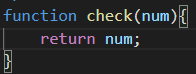 function check(num){
    return num;
}